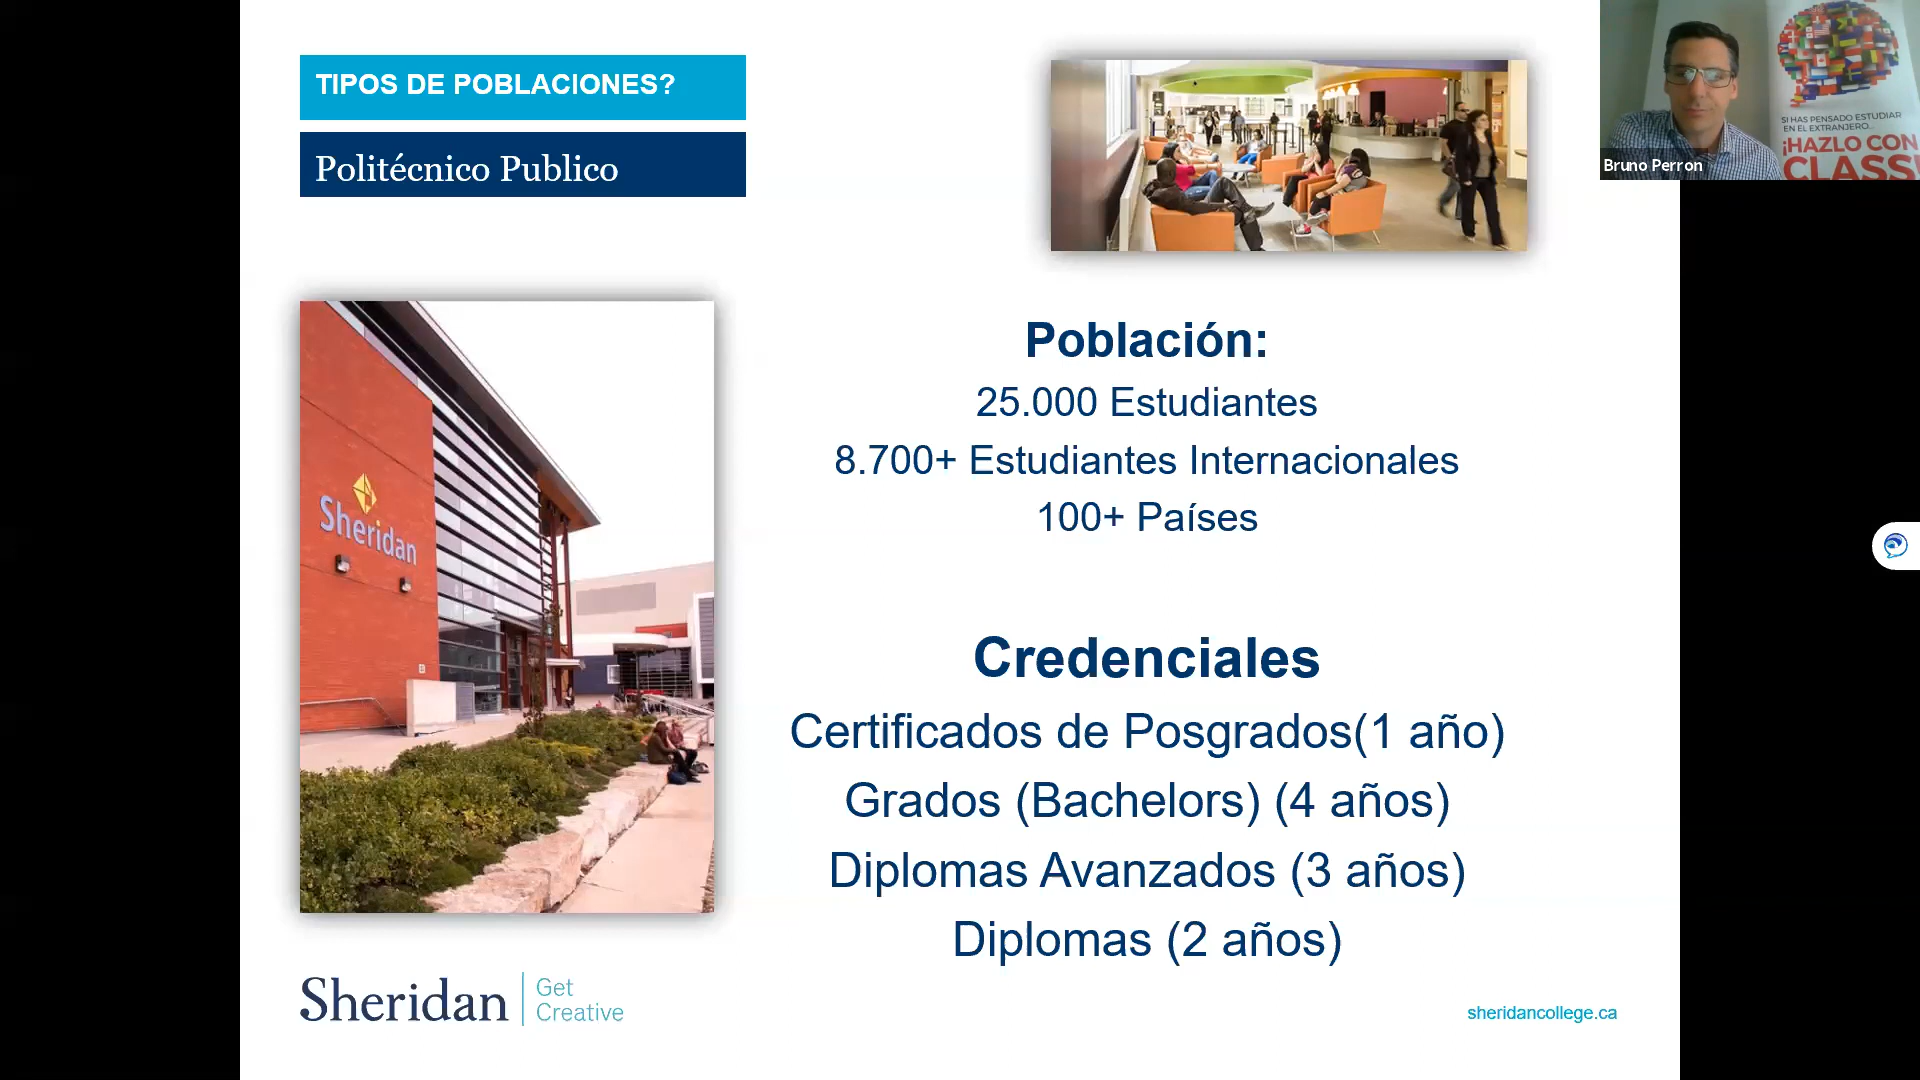 TIPOS DE POBLACIONES?
Politécnico Publico
SI HAS PENSADO ESTUDIAR
EN EL EXTRANJERO...
¡HAZLO CON
CLASS
Bruno Perron
Sheridan
Población:
25.000 Estudiantes
8.700+ Estudiantes Internacionales
100+ Países
Credenciales
Certificados de Posgrados(1 año)
Grados (Bachelors) (4 años)
Diplomas Avanzados (3 años)
Diplomas (2 años)
Sheridan
Get
Creative
sheridancollege.ca